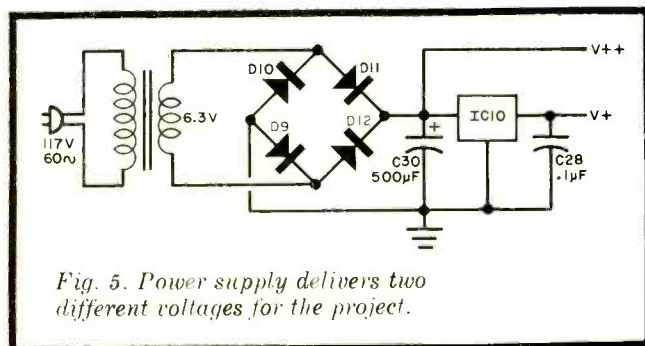 D10
D11
V++
117V
60~
6.3V
D9
D12
+
C30
500µF
IC10
V+
C28
.1µF
Fig. 5. Power supply delivers two
different voltages for the project.